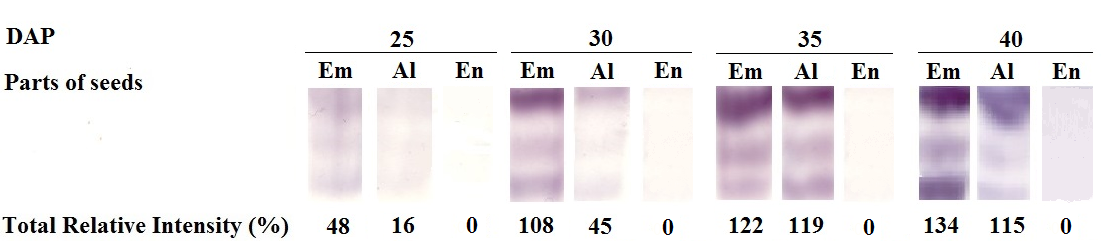 DAP 25 30 35 40
Parts of seeds Em Al En Em Al En Em Al En Em Al En
Total Relative Intensity (%) 48 16 0 108 45 0 122 119 0 134 115 0